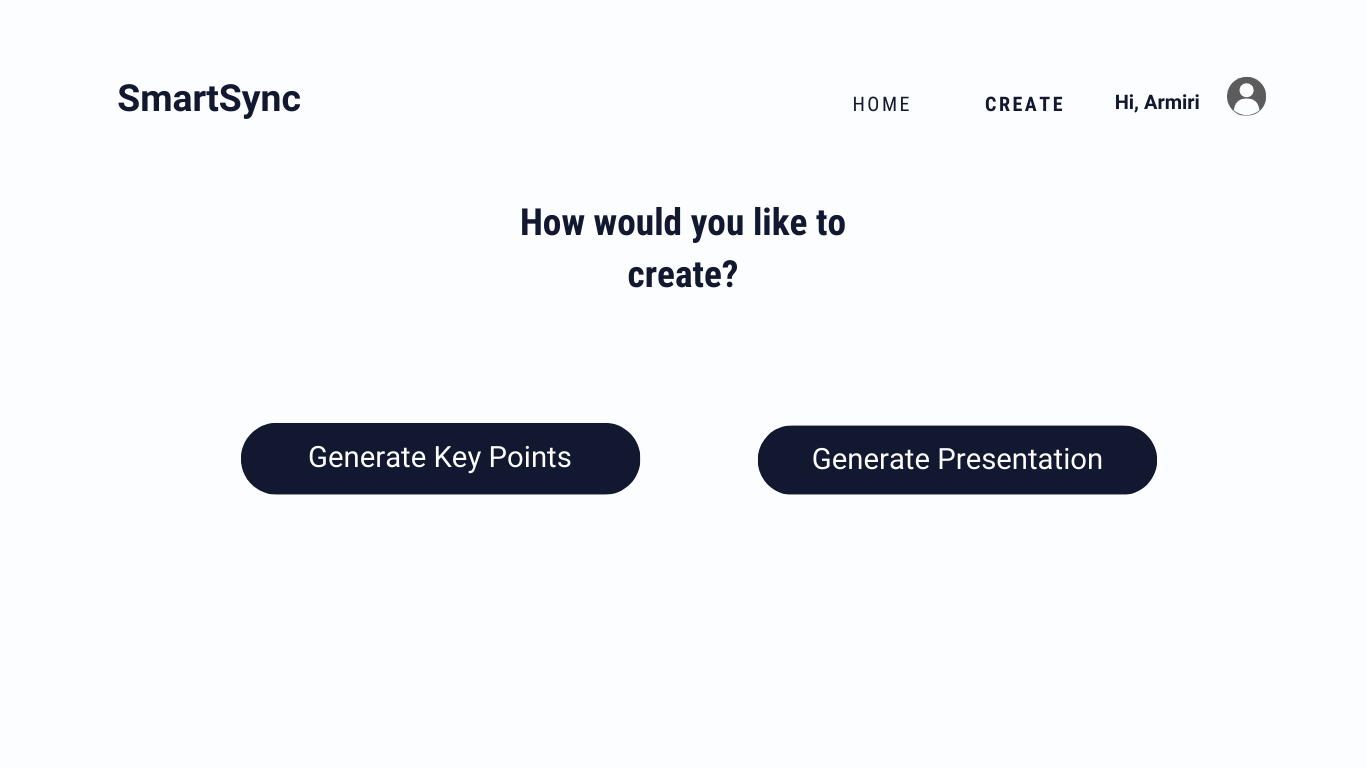 SmartSync
HOME
CREATE
Hi, Armiri
How would you like to
create?
Generate Key Points
Generate Presentation